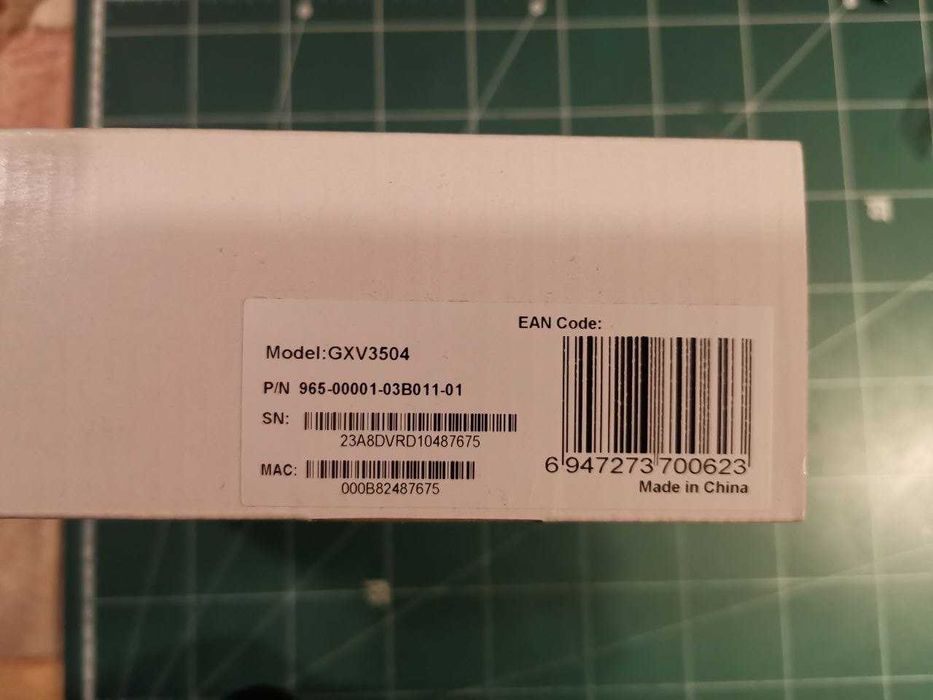 EAN Code:
Model:GXV3504
P/N 965-00001-03B011-01
SN:
23A8DVRD10487675
MAC:
000B82487675
6 947273 700623
Made in China